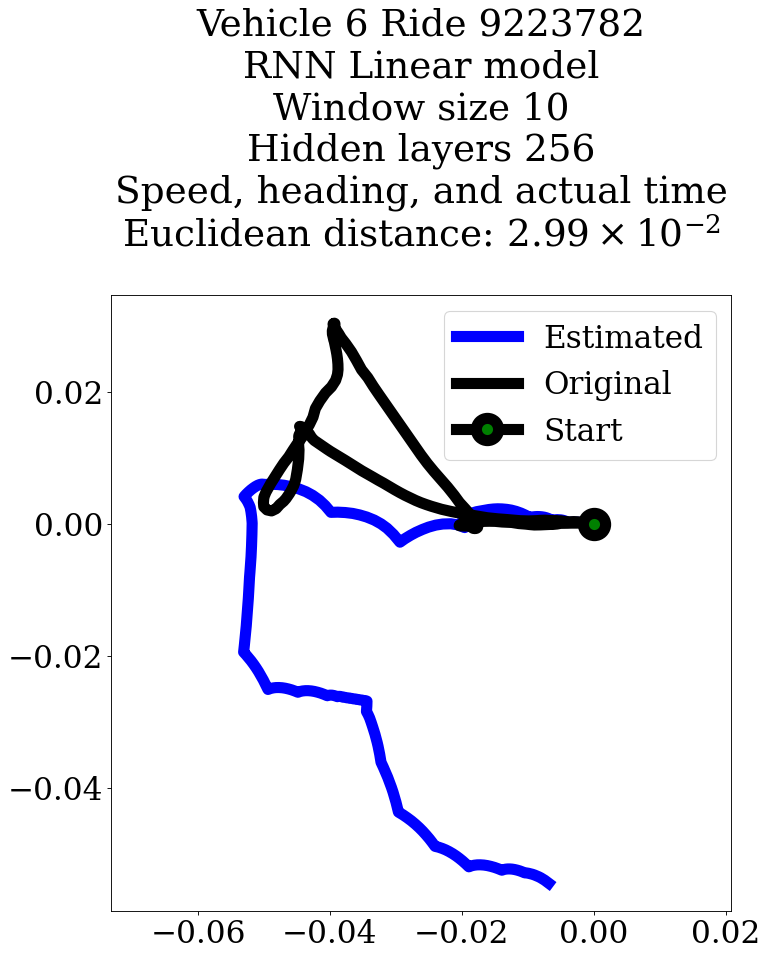 Vehicle 6 Ride 9223782
RNN Linear model
Window size 10
Hidden layers 256
Speed, heading, and actual time
Euclidean distance: 2.99 × 10⁻²
Estimated
Original
Start
0.02
0.00
−0.02
−0.04
−0.06 −0.04 −0.02 0.00 0.02